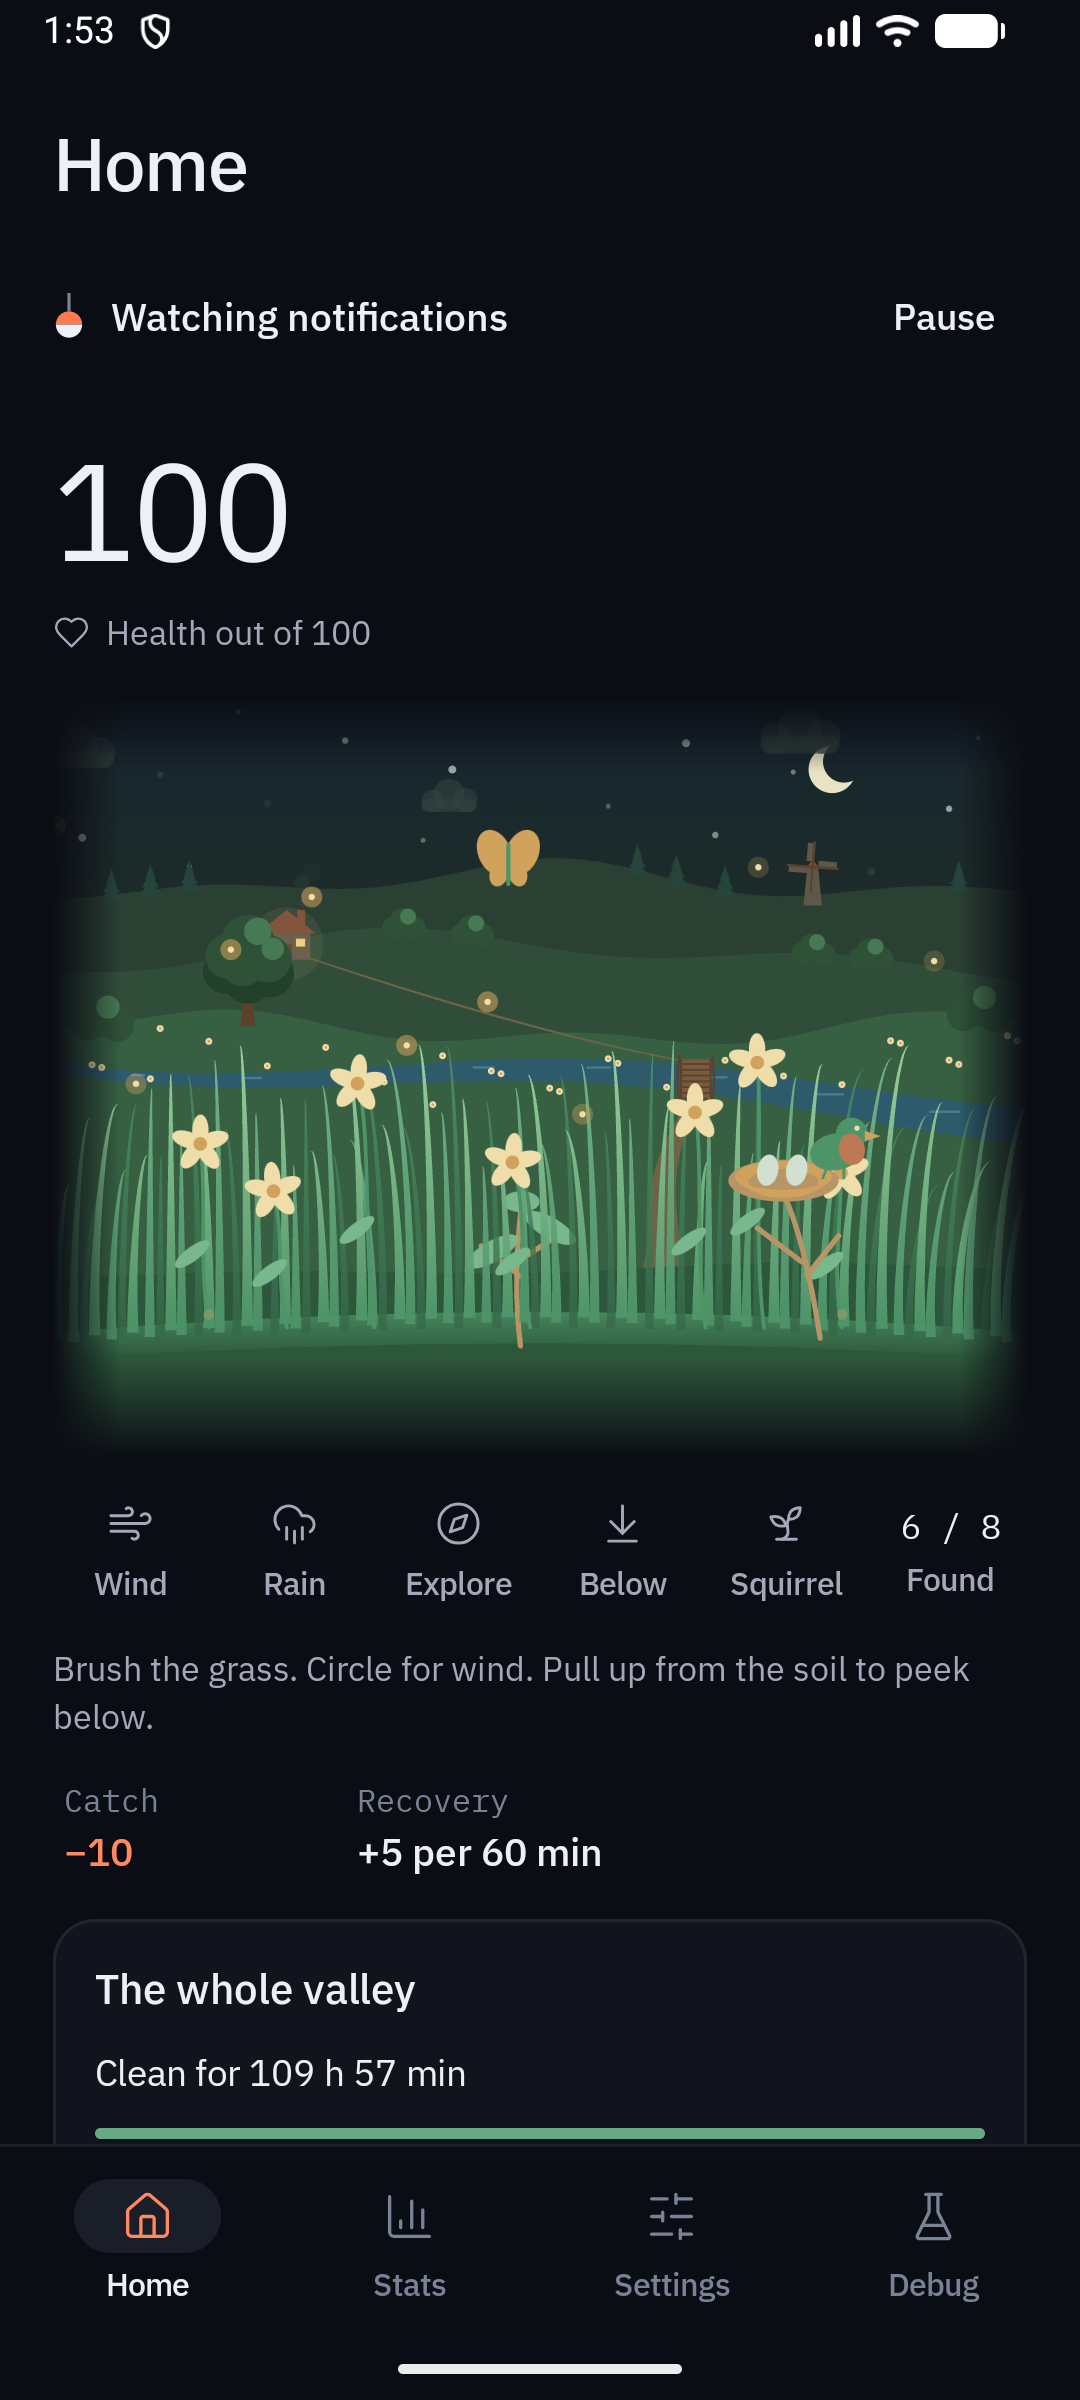 1:53
Home
Watching notifications
Pause
100
Health out of 100
Wind
Rain
Explore
Below
Squirrel
6 / 8
Found
Brush the grass. Circle for wind. Pull up from the soil to peek
below.
Catch
Recovery
−10
+5 per 60 min
The whole valley
Clean for 109 h 57 min
Home
Stats
Settings
Debug